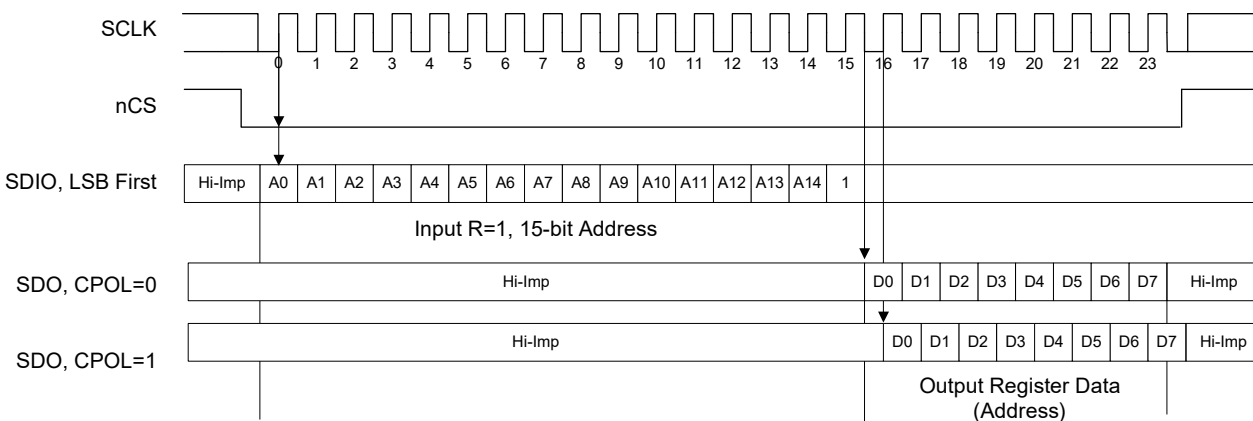 SCLK
0 1 2 3 4 5 6 7 8 9 10 11 12 13 14 15 16 17 18 19 20 21 22 23
nCS
SDIO, LSB First Hi-Imp A0 A1 A2 A3 A4 A5 A6 A7 A8 A9 A10 A11 A12 A13 A14 1
Input R=1, 15-bit Address
SDO, CPOL=0 Hi-Imp D0 D1 D2 D3 D4 D5 D6 D7 Hi-Imp
SDO, CPOL=1 Hi-Imp D0 D1 D2 D3 D4 D5 D6 D7 Hi-Imp
Output Register Data
(Address)